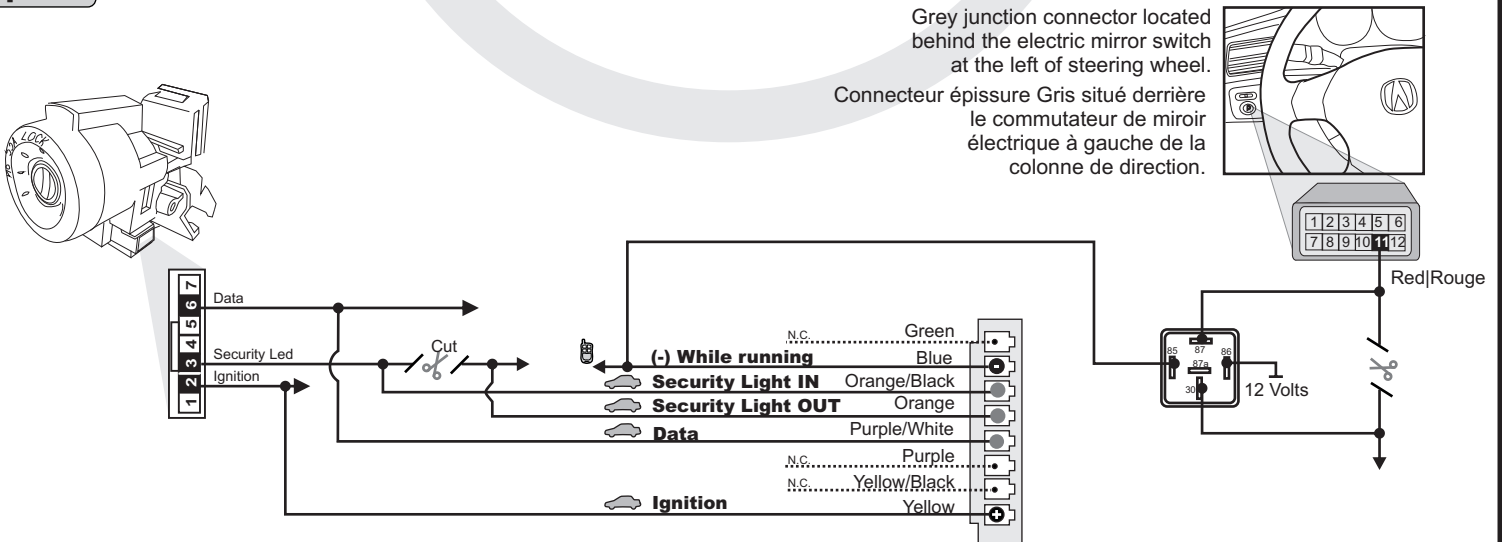 Grey junction connector located
behind the electric mirror switch
at the left of steering wheel.
Connecteur épissure Gris situé derrière
le commutateur de miroir
électrique à gauche de la
colonne de direction.
LOCK
1 2 3 4 5 6
7 8 9 10 11 12
Red|Rouge
7
6 Data
5
4
3 Security Led
2 Ignition
1
Cut
N.C. Green
(-) While running Blue
Security Light IN Orange/Black
Security Light OUT Orange
Data Purple/White
N.C. Purple
N.C. Yellow/Black
Ignition Yellow
87
85 86
87a
30
12 Volts